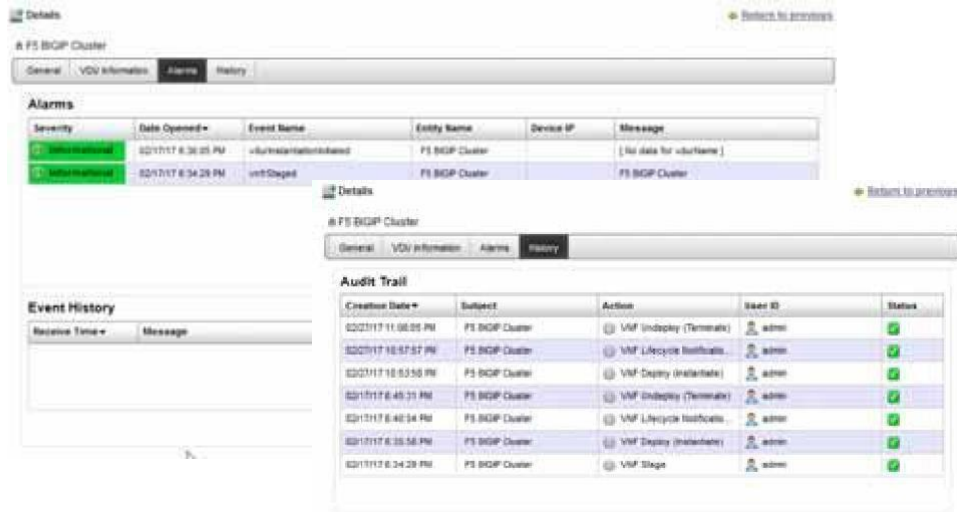 Details
Return to previous
F5 BIGIP Cluster
General VDU Information Alarms History
Alarms
Severity Date Opened Event Name Entity Name Device IP Message
Informational 02/17/17 6:36:05 PM vduInstantiationInitiated F5 BIGIP Cluster [ No data for vduName ]
Informational 02/17/17 6:34:29 PM vnfStaged F5 BIGIP Cluster F5 BIGIP Cluster
Event History
Receive Time Message
Details
Return to previous
F5 BIGIP Cluster
General VDU Information Alarms History
Audit Trail
Creation Date Subject Action User ID Status
02/27/17 11:08:05 PM F5 BIGIP Cluster VNF Undeploy (Terminate) admin
02/27/17 10:57:57 PM F5 BIGIP Cluster VNF Lifecycle Notificatio... admin
02/27/17 10:53:58 PM F5 BIGIP Cluster VNF Deploy (Instantiate) admin
02/17/17 6:45:31 PM F5 BIGIP Cluster VNF Undeploy (Terminate) admin
02/17/17 6:40:54 PM F5 BIGIP Cluster VNF Lifecycle Notificatio... admin
02/17/17 6:35:58 PM F5 BIGIP Cluster VNF Deploy (Instantiate) admin
02/17/17 6:34:29 PM F5 BIGIP Cluster VNF Stage admin